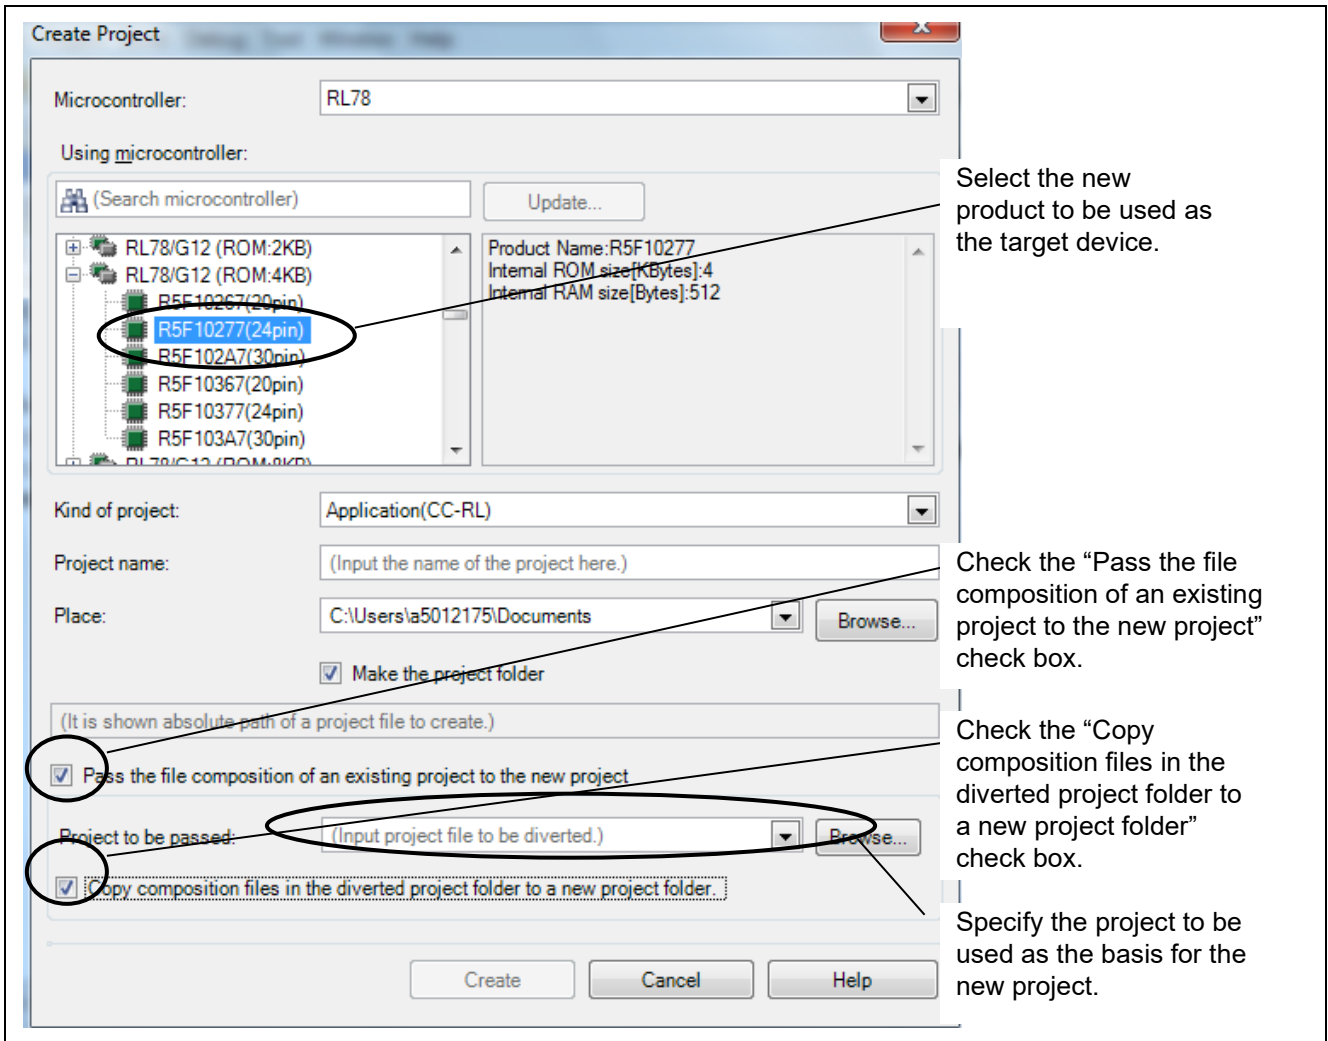 Create Project
Microcontroller:
RL78
Using microcontroller:
(Search microcontroller)
Update...
RL78/G12 (ROM:2KB)
RL78/G12 (ROM:4KB)
R5F10267(20pin)
R5F10277(24pin)
R5F102A7(30pin)
R5F10367(20pin)
R5F10377(24pin)
R5F103A7(30pin)
RL78/G12 (ROM:8KB)
Product Name:R5F10277
Internal ROM size[KBytes]:4
Internal RAM size[Bytes]:512
Select the new
product to be used as
the target device.
Kind of project:
Application(CC-RL)
Project name:
(Input the name of the project here.)
Place:
C:\Users\a5012175\Documents
Browse...
Make the project folder
(It is shown absolute path of a project file to create.)
Pass the file composition of an existing project to the new project
Project to be passed:
(Input project file to be diverted.)
Browse...
Copy composition files in the diverted project folder to a new project folder.
Create
Cancel
Help
Check the “Pass the file
composition of an existing
project to the new project”
check box.
Check the “Copy
composition files in the
diverted project folder to
a new project folder”
check box.
Specify the project to be
used as the basis for the
new project.